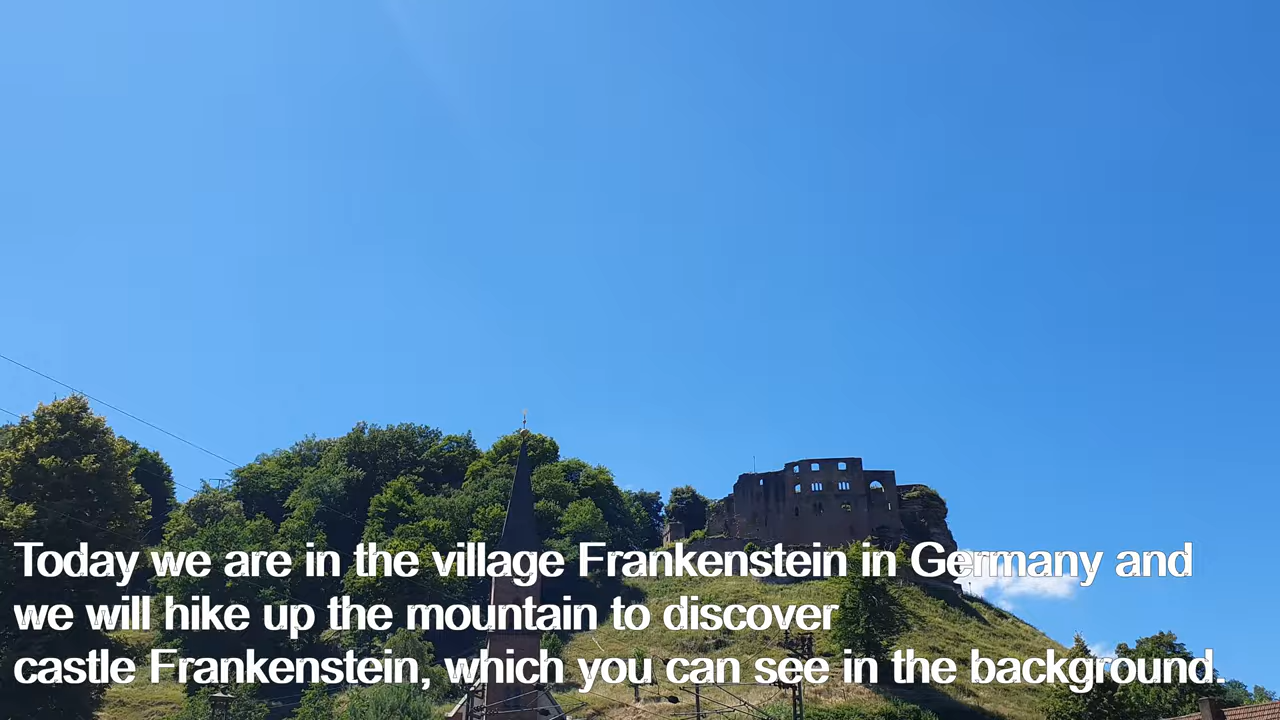 Today we are in the village Frankenstein in Germany and
we will hike up the mountain to discover
castle Frankenstein, which you can see in the background.